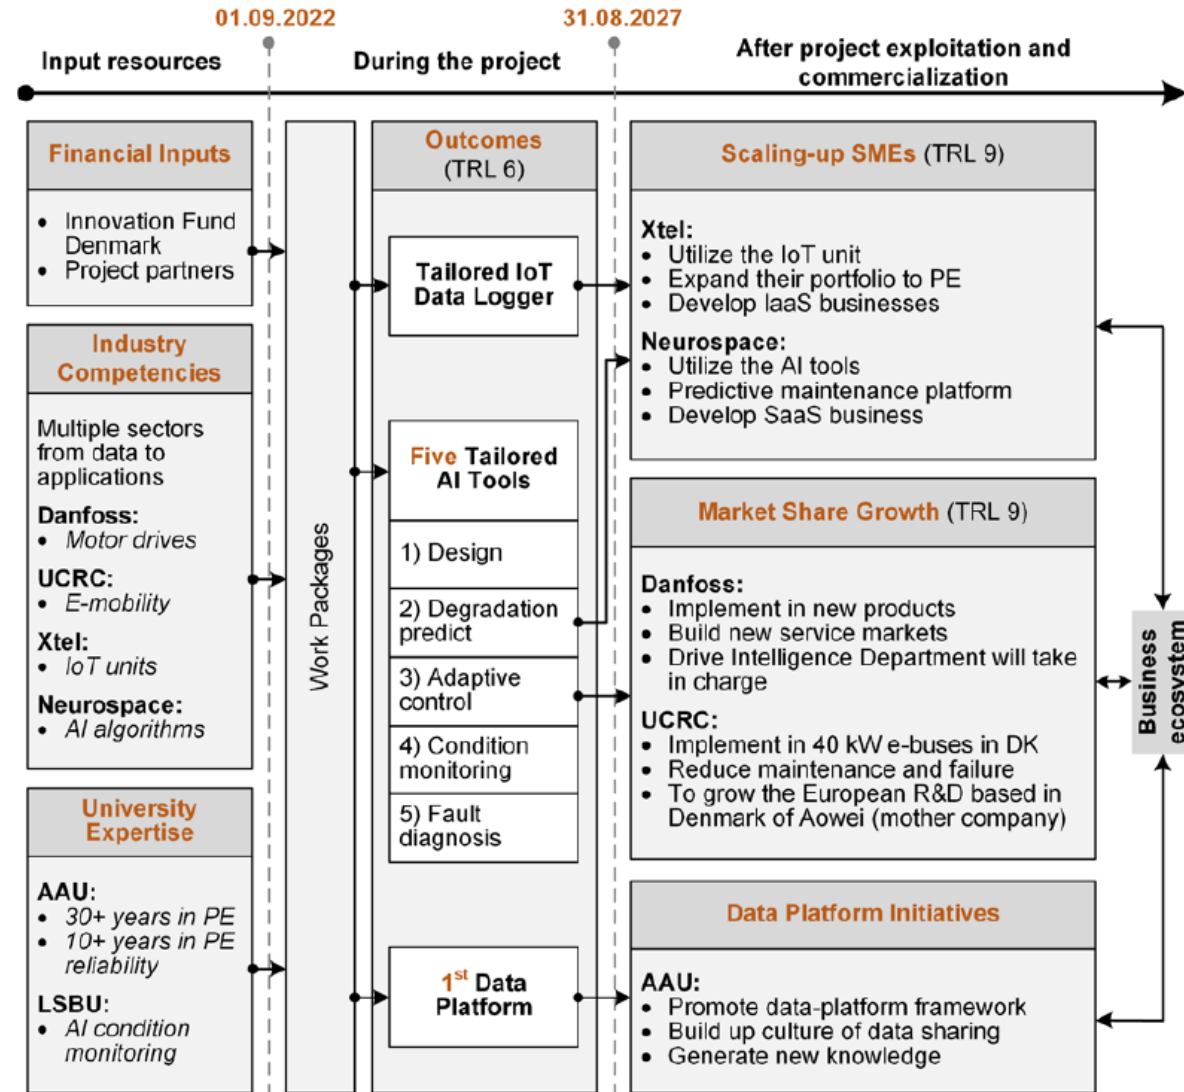 01.09.2022
31.08.2027
Input resources
During the project
After project exploitation and
commercialization
Financial Inputs
• Innovation Fund
Denmark
• Project partners
Industry
Competencies
Multiple sectors
from data to
applications
Danfoss:
• Motor drives
UCRC:
• E-mobility
Xtel:
• IoT units
Neurospace:
• AI algorithms
University
Expertise
AAU:
• 30+ years in PE
• 10+ years in PE
reliability
LSBU:
• AI condition
monitoring
Work Packages
Outcomes
(TRL 6)
Tailored IoT
Data Logger
Five Tailored
AI Tools
1) Design
2) Degradation
predict
3) Adaptive
control
4) Condition
monitoring
5) Fault
diagnosis
1st Data
Platform
Scaling-up SMEs (TRL 9)
Xtel:
• Utilize the IoT unit
• Expand their portfolio to PE
• Develop IaaS businesses
Neurospace:
• Utilize the AI tools
• Predictive maintenance platform
• Develop SaaS business
Market Share Growth (TRL 9)
Danfoss:
• Implement in new products
• Build new service markets
• Drive Intelligence Department will take
in charge
UCRC:
• Implement in 40 kW e-buses in DK
• Reduce maintenance and failure
• To grow the European R&D based in
Denmark of Aowei (mother company)
Data Platform Initiatives
AAU:
• Promote data-platform framework
• Build up culture of data sharing
• Generate new knowledge
Business
ecosystem